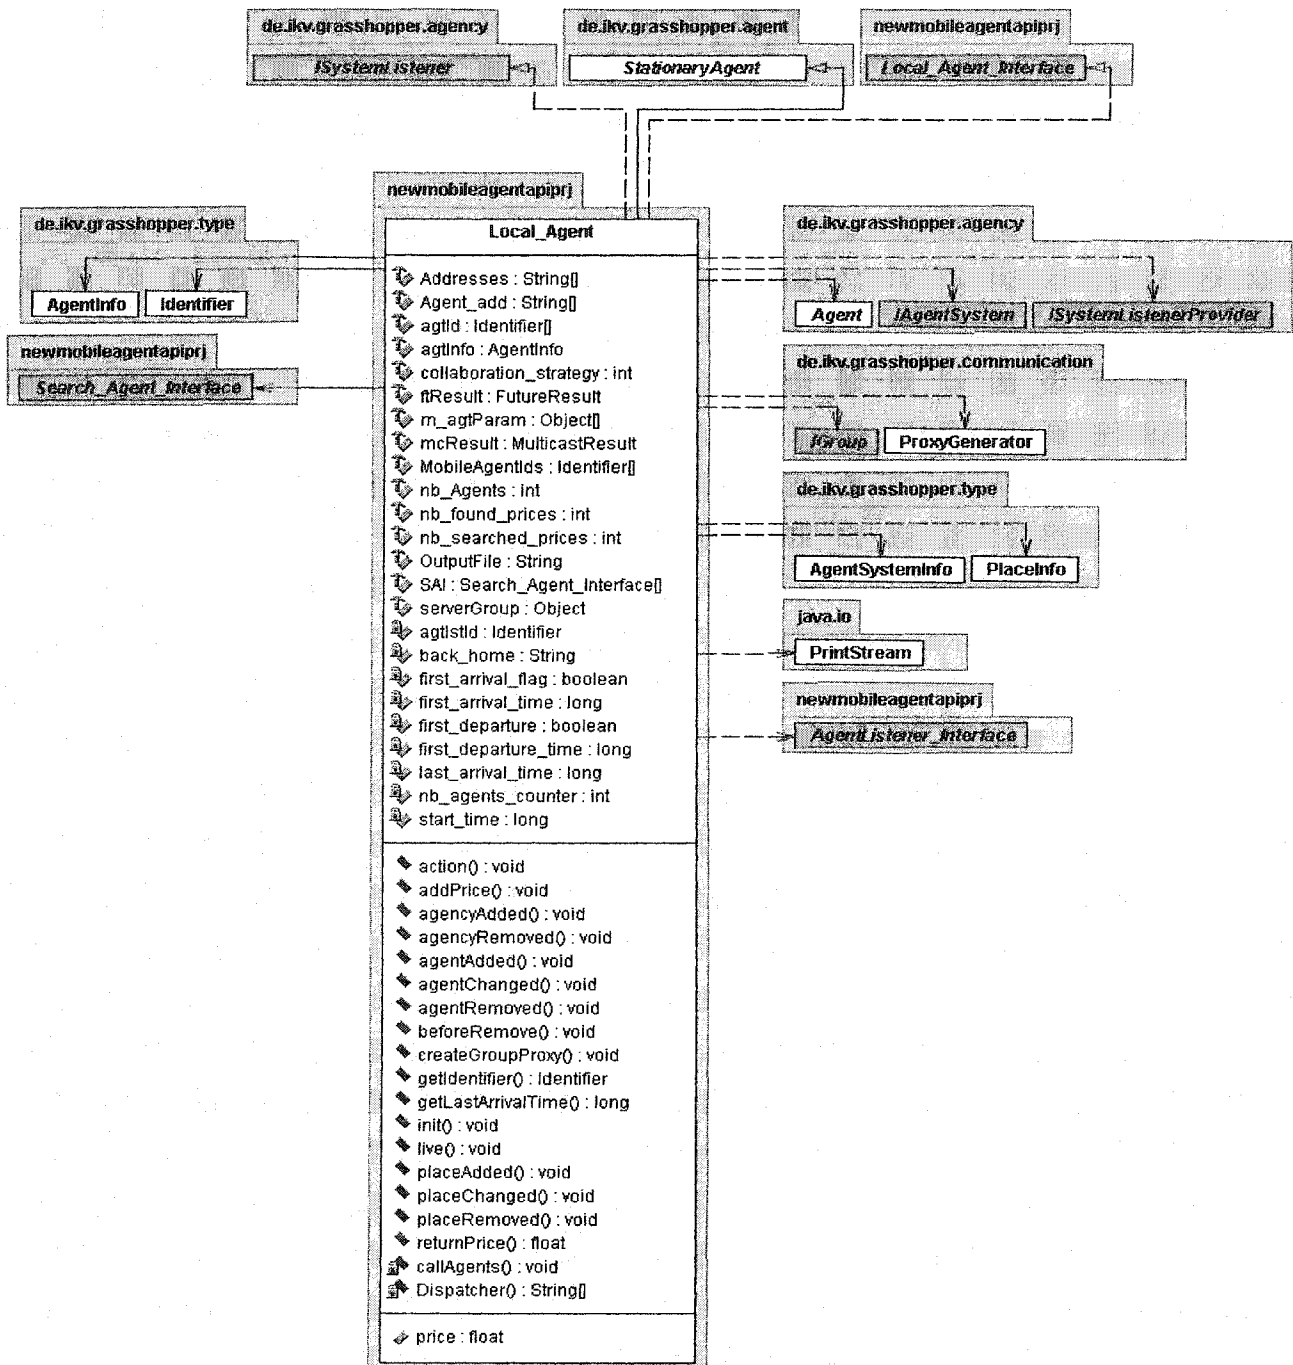 de.ikv.grasshopper.agency
ISystemListener
de.ikv.grasshopper.agent
StationaryAgent
newmobileagentapiprj
Local_Agent_Interface
de.ikv.grasshopper.type
AgentInfo
Identifier
newmobileagentapiprj
Search_Agent_Interface
newmobileagentapiprj
Local_Agent
Addresses : String[]
Agent_add : String[]
agtId : Identifier[]
agtInfo : AgentInfo
collaboration_strategy : int
ftResult : FutureResult
m_agtParam : Object[]
mcResult : MulticastResult
MobileAgentIds : Identifier[]
nb_Agents : int
nb_found_prices : int
nb_searched_prices : int
OutputFile : String
SAI : Search_Agent_Interface[]
serverGroup : Object
agtlstId : Identifier
back_home : String
first_arrival_flag : boolean
first_arrival_time : long
first_departure : boolean
first_departure_time : long
last_arrival_time : long
nb_agents_counter : int
start_time : long
action() : void
addPrice() : void
agencyAdded() : void
agencyRemoved() : void
agentAdded() : void
agentChanged() : void
agentRemoved() : void
beforeRemove() : void
createGroupProxy() : void
getIdentifier() : Identifier
getLastArrivalTime() : long
init() : void
live() : void
placeAdded() : void
placeChanged() : void
placeRemoved() : void
returnPrice() : float
callAgents() : void
Dispatcher() : String[]
price : float
de.ikv.grasshopper.agency
Agent
IAgentSystem
ISystemListenerProvider
de.ikv.grasshopper.communication
IGroup
ProxyGenerator
de.ikv.grasshopper.type
AgentSystemInfo
PlaceInfo
java.io
PrintStream
newmobileagentapiprj
AgentListener_Interface